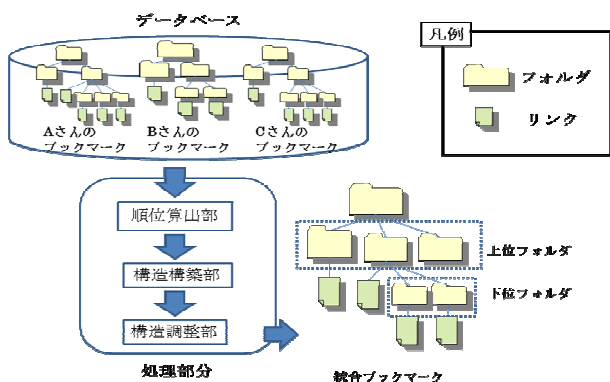 データベース
凡例
フォルダ
リンク
Aさんの
ブックマーク
Bさんの
ブックマーク
Cさんの
ブックマーク
順位算出部
構造構築部
構造調整部
処理部分
上位フォルダ
下位フォルダ
統合ブックマーク